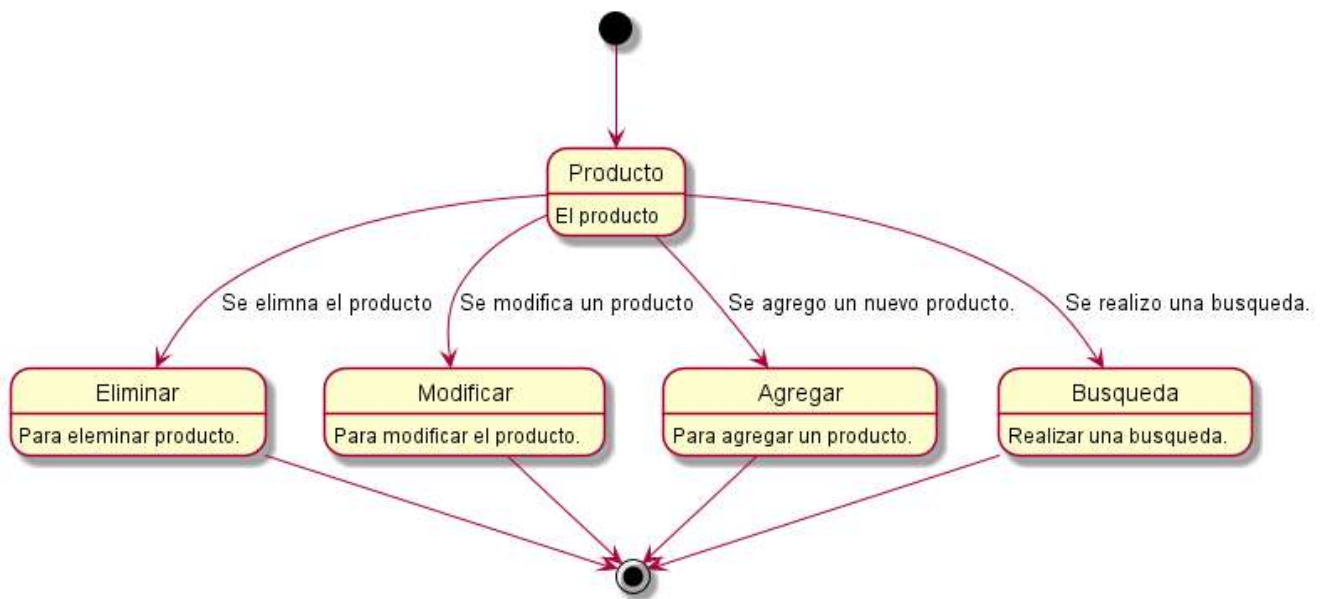 Producto
El producto
Se elimna el producto
Se modifica un producto
Se agrego un nuevo producto.
Se realizo una busqueda.
Eliminar
Para eleminar producto.
Modificar
Para modificar el producto.
Agregar
Para agregar un producto.
Busqueda
Realizar una busqueda.